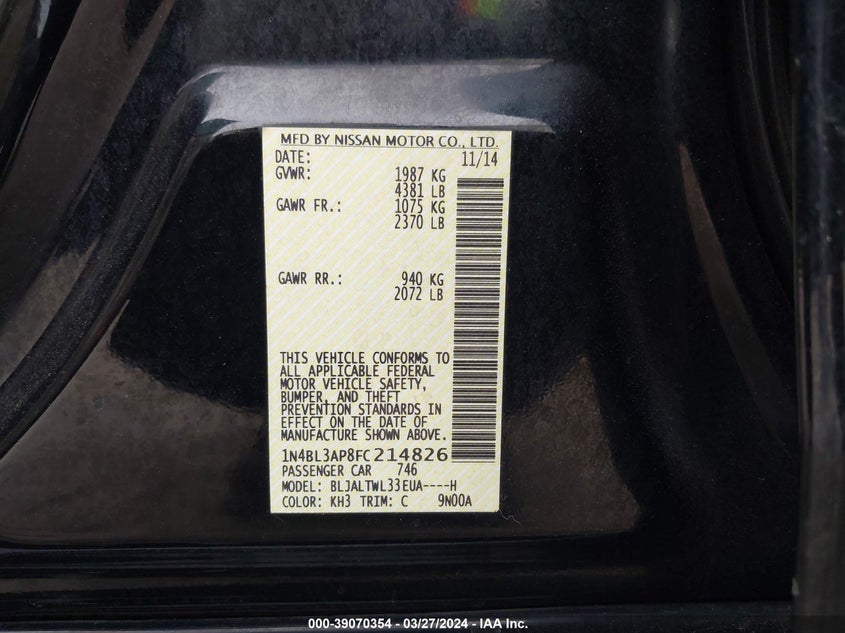 MFD BY NISSAN MOTOR CO., LTD.
DATE: 11/14
GVWR: 1987 KG
4381 LB
GAWR FR.: 1075 KG
2370 LB
GAWR RR.: 940 KG
2072 LB
THIS VEHICLE CONFORMS TO
ALL APPLICABLE FEDERAL
MOTOR VEHICLE SAFETY,
BUMPER, AND THEFT
PREVENTION STANDARDS IN
EFFECT ON THE DATE OF
MANUFACTURE SHOWN ABOVE.
1N4BL3AP8FC214826
PASSENGER CAR 746
MODEL: BLJALTWL33EUA----H
COLOR: KH3 TRIM: C 9N00A
000-39070354 - 03/27/2024 - IAA Inc.